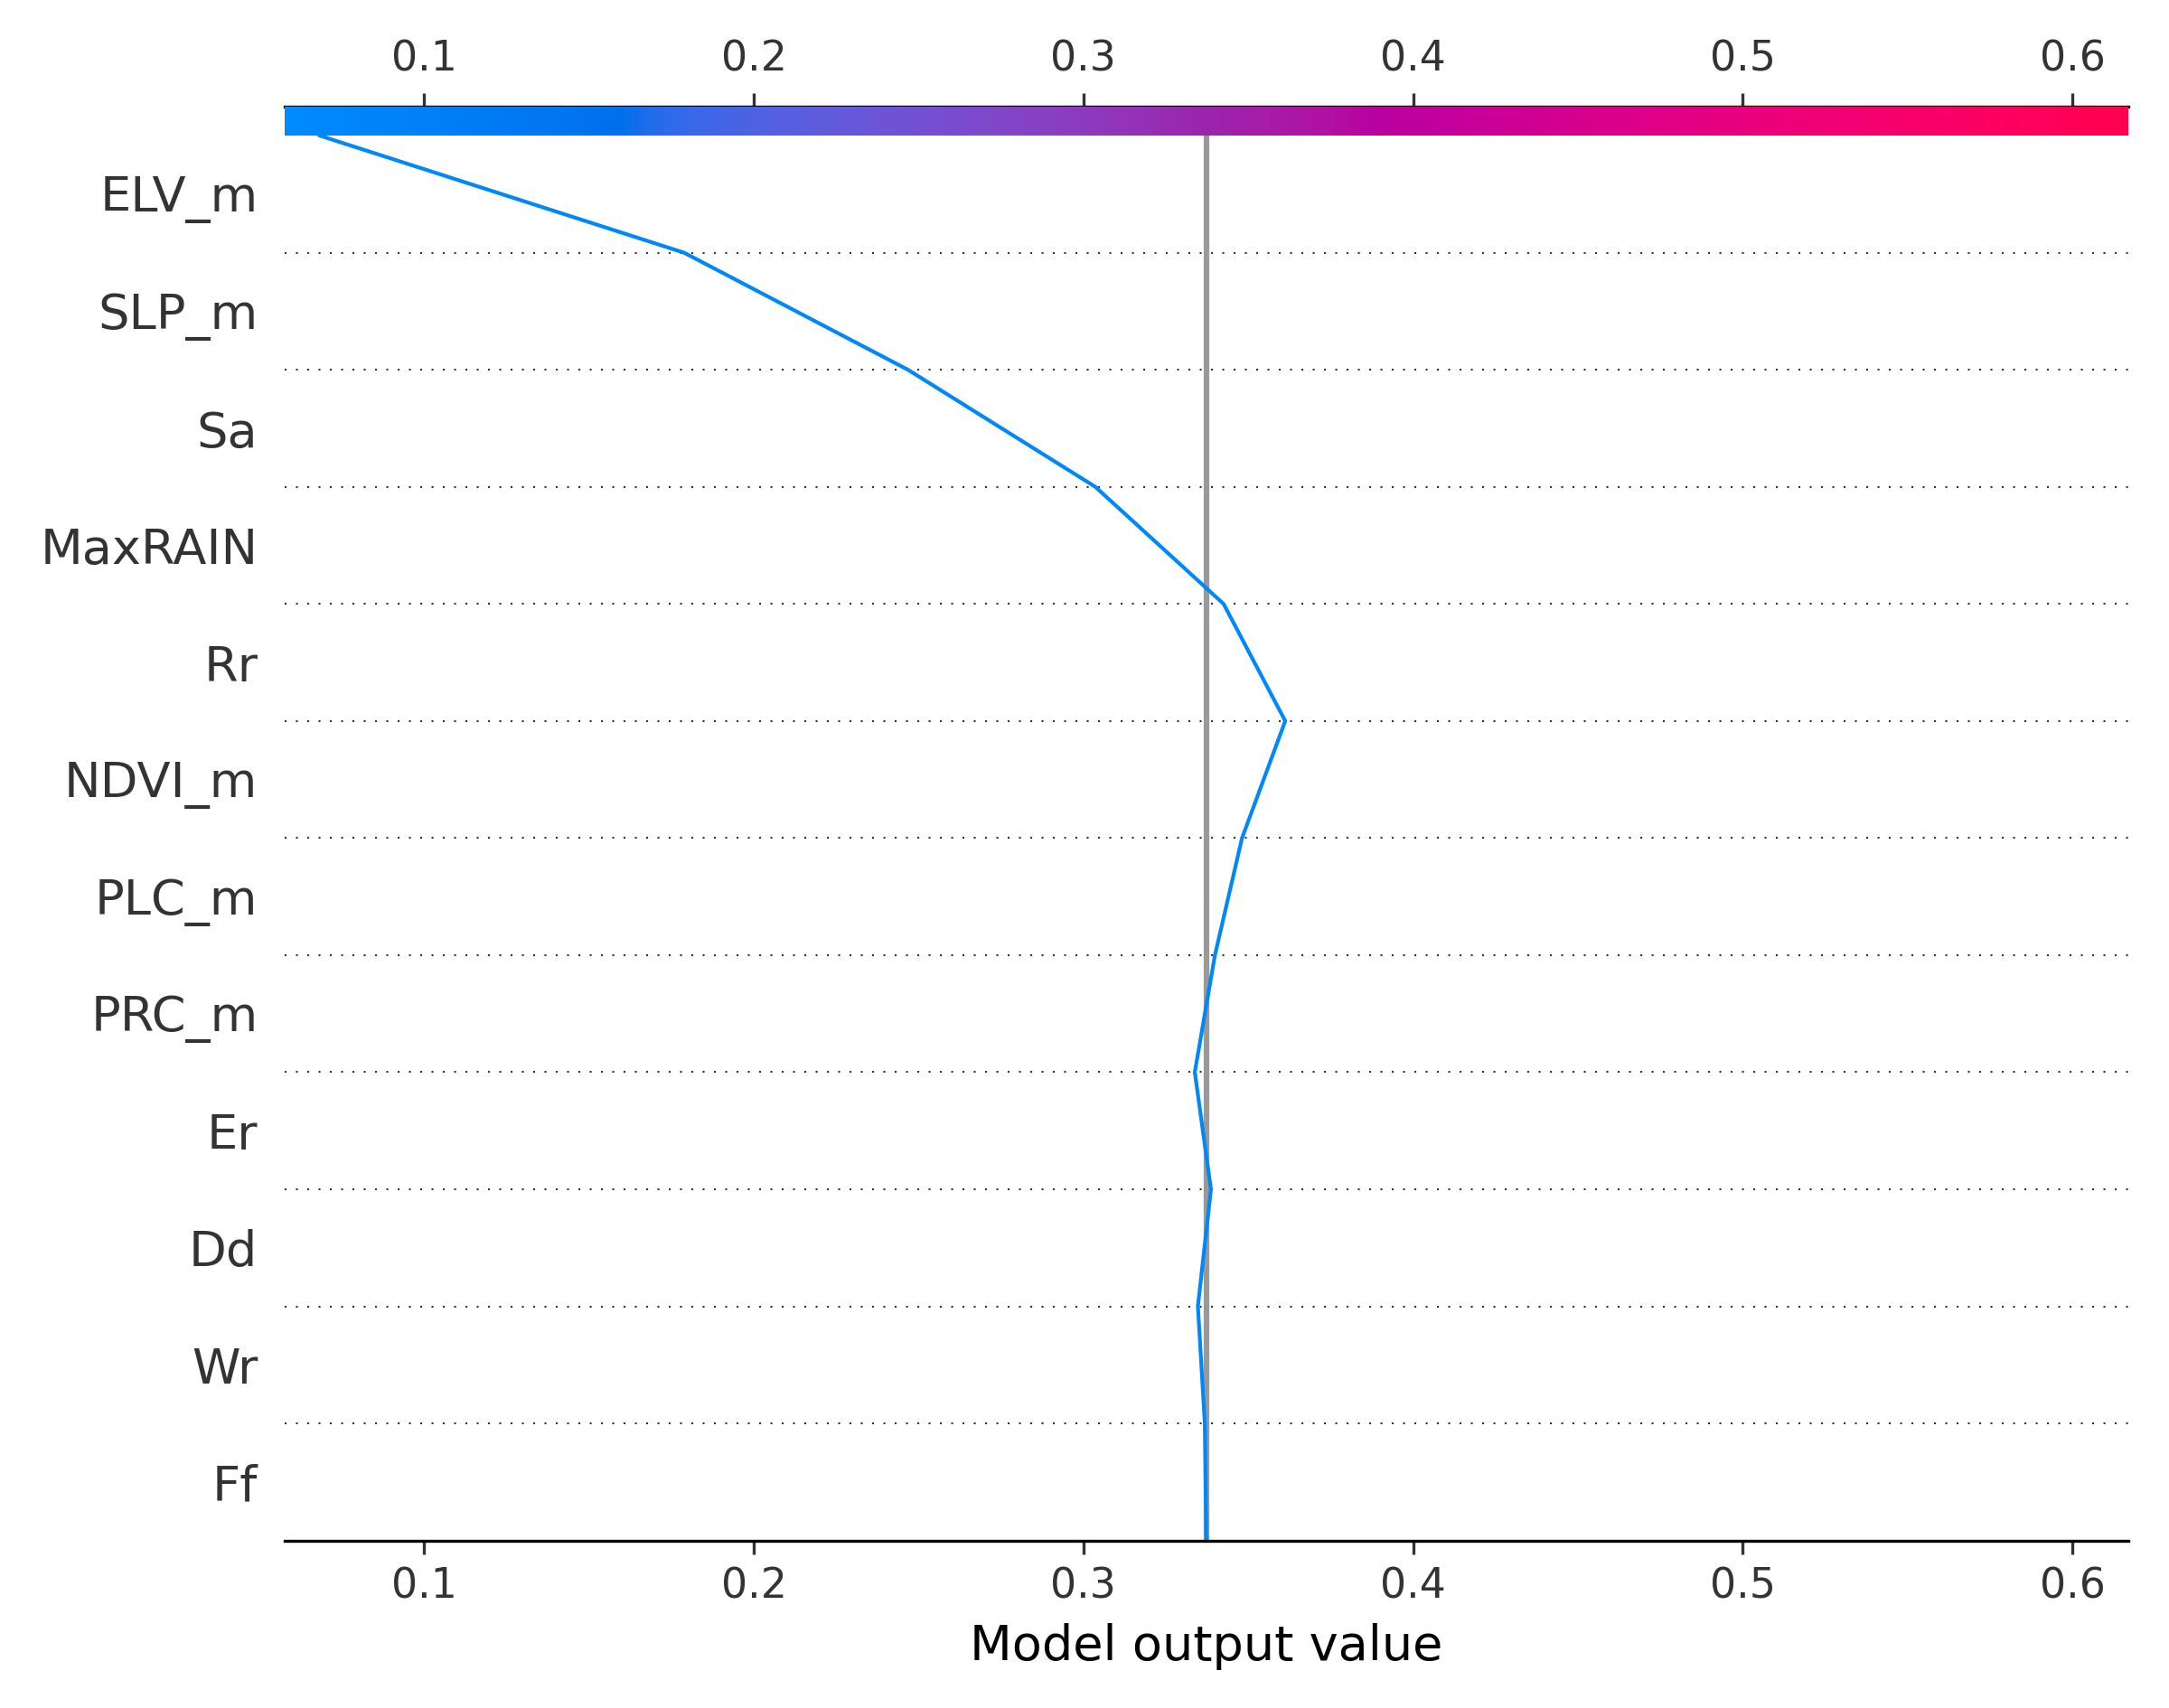 0.1 0.2 0.3 0.4 0.5 0.6
ELV_m
SLP_m
Sa
MaxRAIN
Rr
NDVI_m
PLC_m
PRC_m
Er
Dd
Wr
Ff
0.1 0.2 0.3 0.4 0.5 0.6
Model output value